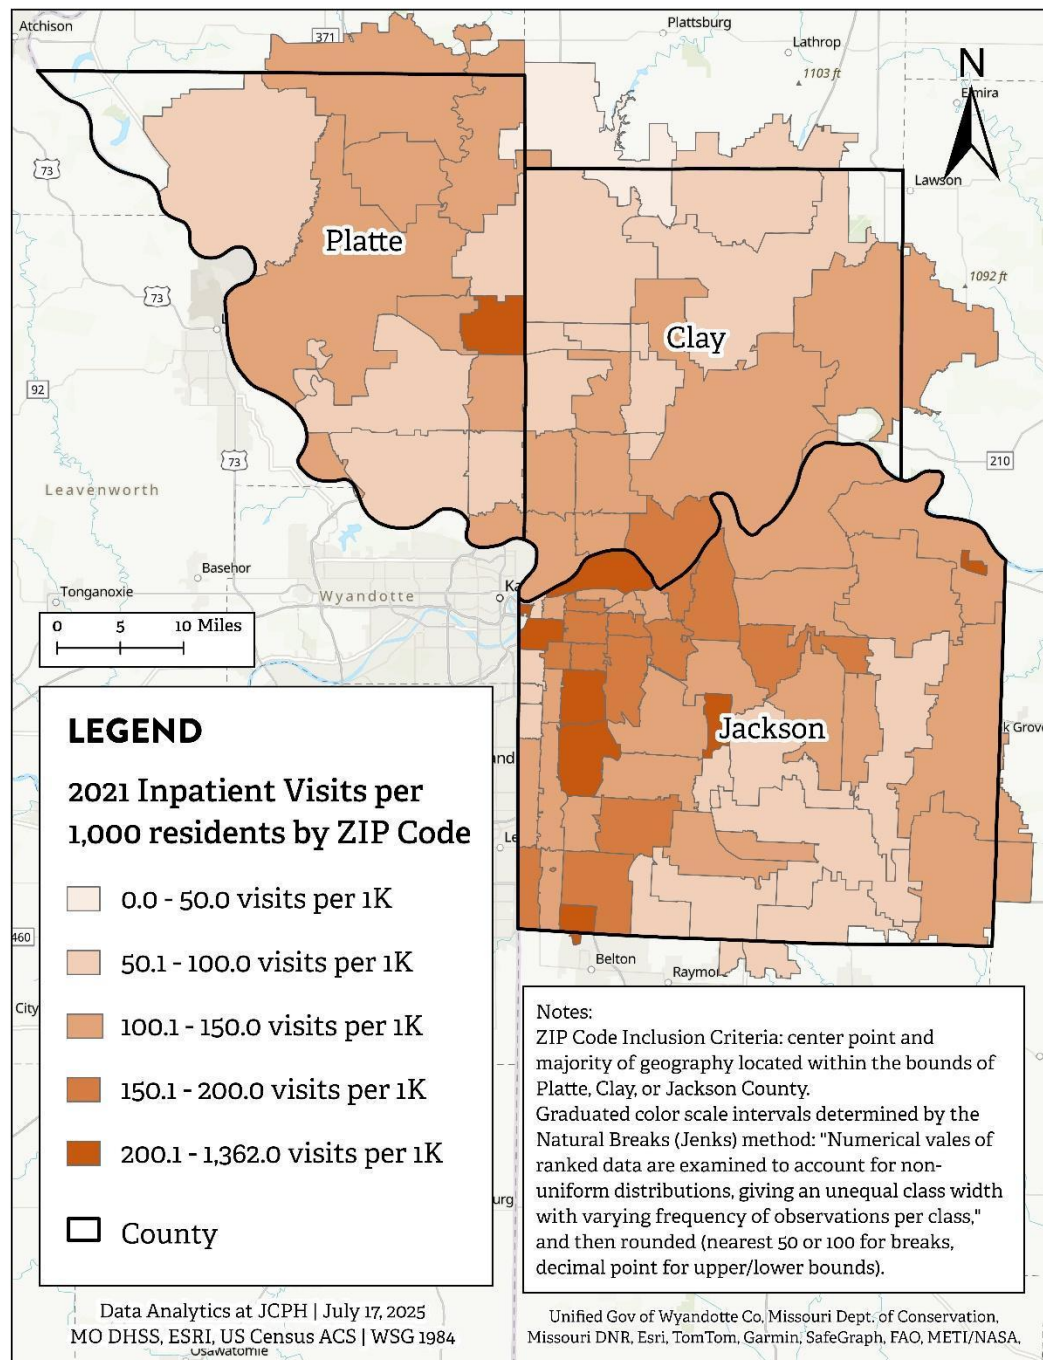 Atchison
371
Plattsburg
Lathrop
1103 ft
N
Elmira
73
Lawson
Platte
1092 ft
73
Clay
92
73
210
Leavenworth
Basehor
Tonganoxie
Wyandotte
0 5 10 Miles
Jackson
LEGEND
2021 Inpatient Visits per
1,000 residents by ZIP Code
0.0 - 50.0 visits per 1K
50.1 - 100.0 visits per 1K
100.1 - 150.0 visits per 1K
150.1 - 200.0 visits per 1K
200.1 - 1,362.0 visits per 1K
County
k Grove
and
Le
460
Belton
Raymore
City
urg
Notes:
ZIP Code Inclusion Criteria: center point and
majority of geography located within the bounds of
Platte, Clay, or Jackson County.
Graduated color scale intervals determined by the
Natural Breaks (Jenks) method: "Numerical vales of
ranked data are examined to account for non-
uniform distributions, giving an unequal class width
with varying frequency of observations per class,"
and then rounded (nearest 50 or 100 for breaks,
decimal point for upper/lower bounds).
Data Analytics at JCPH | July 17, 2025
MO DHSS, ESRI, US Census ACS | WSG 1984
Osawatomie
Unified Gov of Wyandotte Co, Missouri Dept. of Conservation,
Missouri DNR, Esri, TomTom, Garmin, SafeGraph, FAO, METI/NASA,